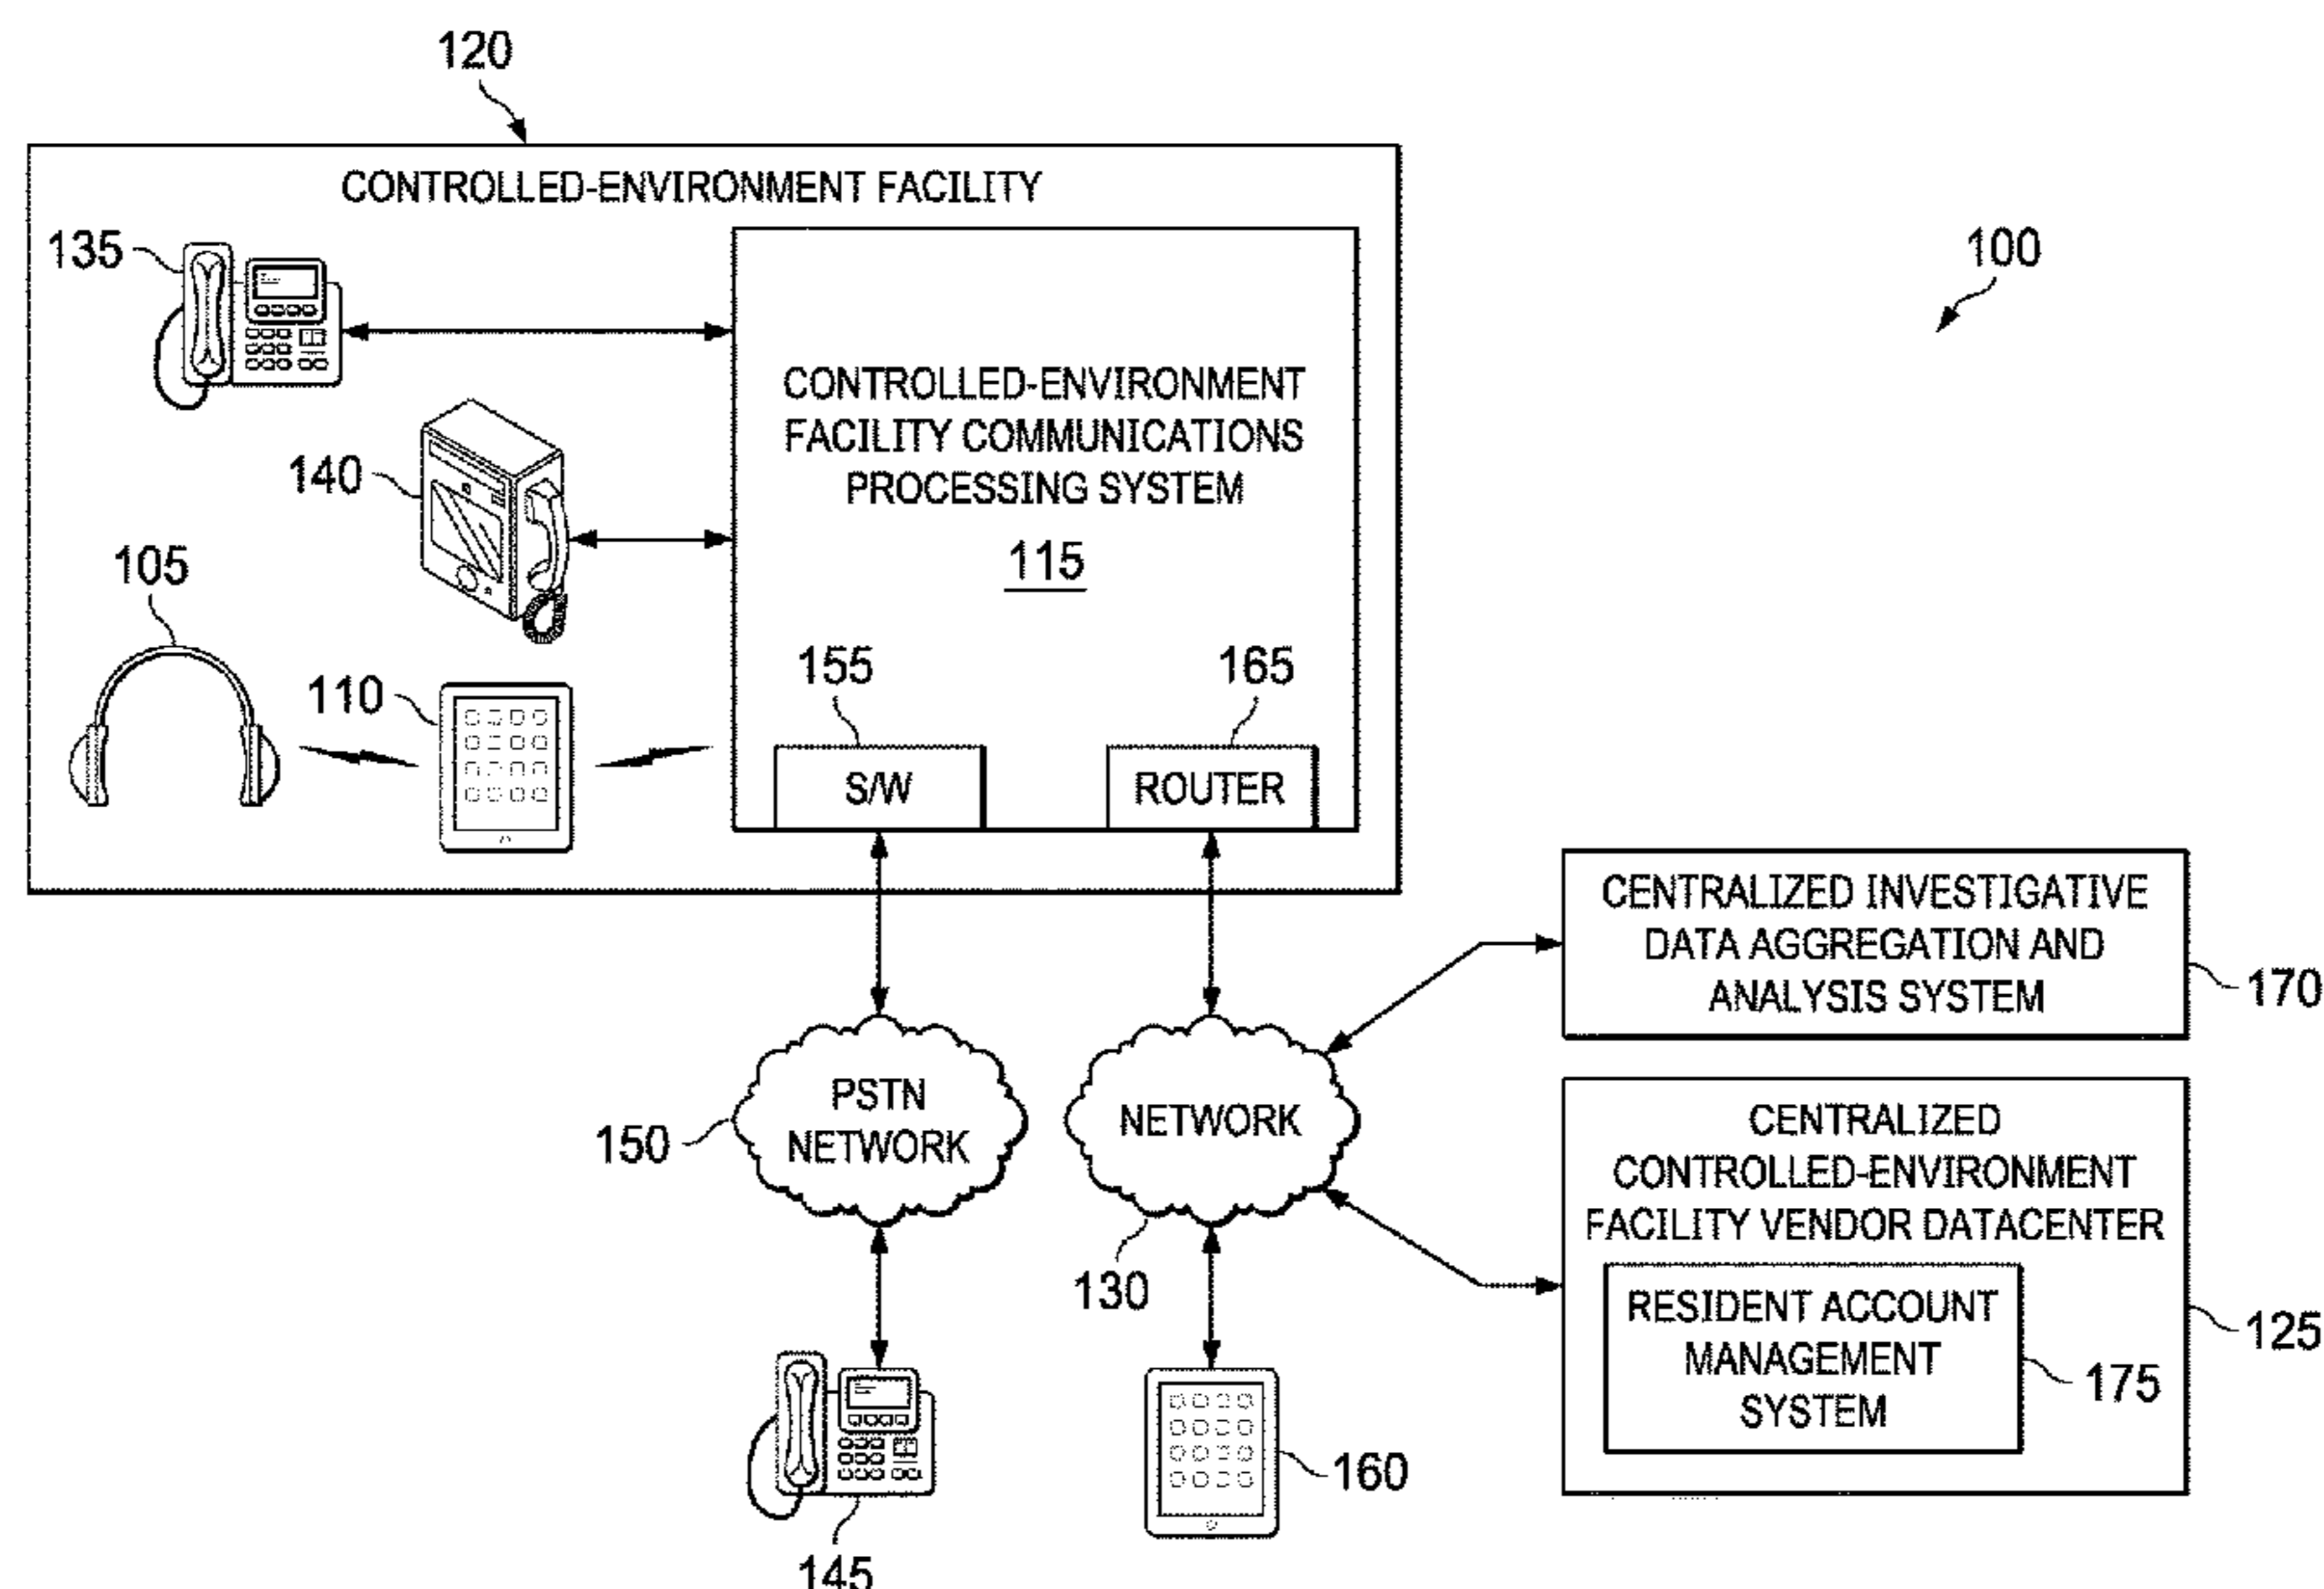 120
CONTROLLED-ENVIRONMENT FACILITY
135
100
CONTROLLED-ENVIRONMENT
FACILITY COMMUNICATIONS
PROCESSING SYSTEM
115
140
105
110
155
165
S/W
ROUTER
CENTRALIZED INVESTIGATIVE
DATA AGGREGATION AND
ANALYSIS SYSTEM
170
PSTN
NETWORK
150
NETWORK
130
CENTRALIZED
CONTROLLED-ENVIRONMENT
FACILITY VENDOR DATACENTER
125
RESIDENT ACCOUNT
MANAGEMENT
SYSTEM
175
145
160